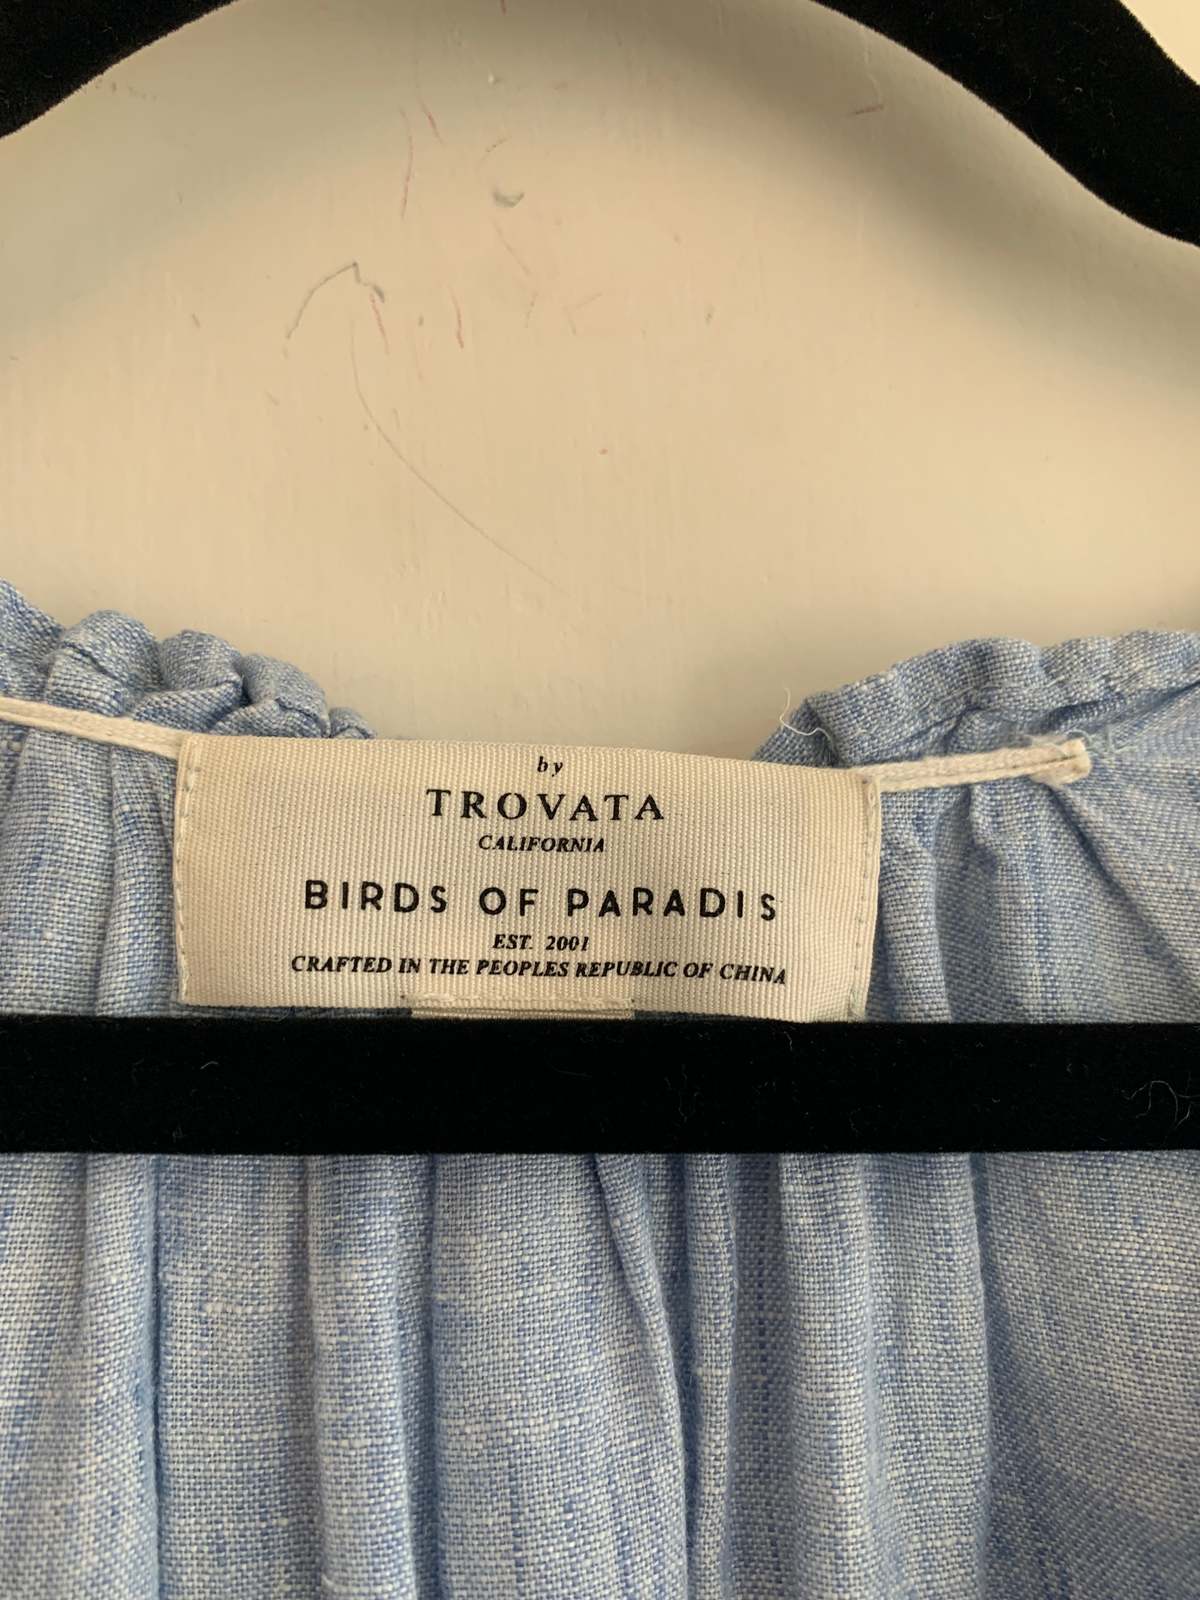 by
TROVATA
CALIFORNIA
BIRDS OF PARADIS
EST. 2001
CRAFTED IN THE PEOPLES REPUBLIC OF CHINA